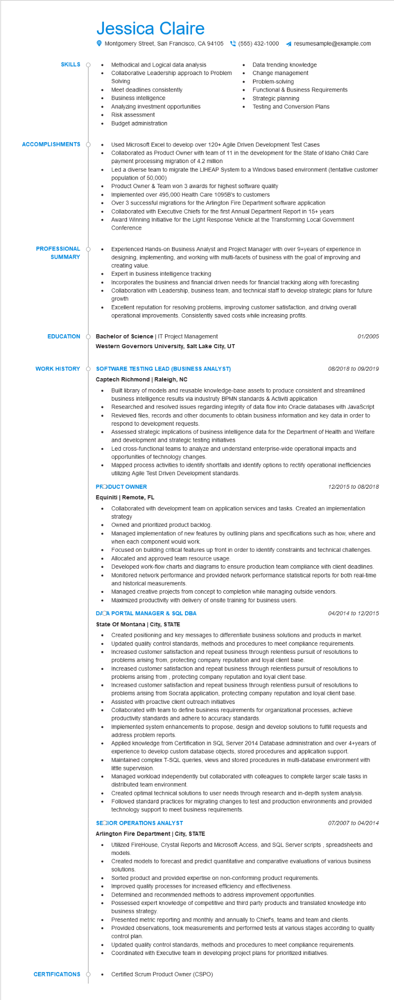 Jessica Claire
Montgomery Street, San Francisco, CA 94105 (555) 432-1000 resumesample@example.com
SKILLS
• Methodical and Logical data analysis
• Collaborative Leadership approach to Problem
Solving
• Meet deadlines consistently
• Business intelligence
• Analyzing investment opportunities
• Risk assessment
• Budget administration
• Data trending knowledge
• Change management
• Problem-solving
• Functional & Business Requirements
• Strategic planning
• Testing and Conversion Plans
ACCOMPLISHMENTS
• Used Microsoft Excel to develop over 120+ Agile Driven Development Test Cases
• Collaborated as Product Owner with team of 11 in the development for the State of Idaho Child Care
payment processing migration of 4.2 million
• Led a diverse team to migrate the LIHEAP System to a Windows based environment (tentative customer
population of 50,000)
• Product Owner & Team won 3 awards for highest software quality
• Implemented over 495,000 Health Care 1095B's to customers
• Over 3 successful migrations for the Arlington Fire Department software application
• Collaborated with Executive Chiefs for the first Annual Department Report in 15+ years
• Award Winning Initiative for the Light Response Vehicle at the Transforming Local Government
Conference
PROFESSIONAL
SUMMARY
• Experienced Hands-on Business Analyst and Project Manager with over 9+years of experience in
designing, implementing, and working with multi-facets of business with the goal of improving and
creating value.
• Expert in business intelligence tracking
• Incorporates the business and financial driven needs for financial tracking along with forecasting
• Collaboration with Leadership, business team, and technical staff to develop strategic plans for future
growth
• Excellent reputation for resolving problems, improving customer satisfaction, and driving overall
operational improvements. Consistently saved costs while increasing profits.
EDUCATION
Bachelor of Science | IT Project Management 01/2005
Western Governors University, Salt Lake City, UT
WORK HISTORY
SOFTWARE TESTING LEAD (BUSINESS ANALYST) 08/2018 to 09/2019
Captech Richmond | Raleigh, NC
• Built library of models and reusable knowledge-base assets to produce consistent and streamlined
business intelligence results via industruty BPMN standards & Activiti application
• Researched and resolved issues regarding integrity of data flow into Oracle databases with JavaScript
• Reviewed files, records and other documents to obtain business information and key data in order to
respond to development requests.
• Assessed strategic implications of business intelligence data for the Department of Health and Welfare
and development and strategic testing initiatives
• Led cross-functional teams to analyze and understand enterprise-wide operational impacts and
opportunities of technology changes.
• Mapped process activities to identify shortfalls and identify options to rectify operational inefficiencies
utilizing Agile Test Driven Development standards.
PRODUCT OWNER 12/2015 to 08/2018
Equiniti | Remote, FL
• Collaborated with development team on application services and tasks. Created an implementation
strategy
• Owned and prioritized product backlog.
• Managed implementation of new features by outlining plans and specifications such as how, where and
when each component would work.
• Focused on building critical features up front in order to identify constraints and technical challenges.
• Allocated and approved team resource usage.
• Developed work-flow charts and diagrams to ensure production team compliance with client deadlines.
• Monitored network performance and provided network performance statistical reports for both real-time
and historical measurements.
• Managed creative projects from concept to completion while managing outside vendors.
• Maximized productivity with delivery of onsite training for business users.
DATA PORTAL MANAGER & SQL DBA 04/2014 to 12/2015
State Of Montana | City, STATE
• Created positioning and key messages to differentiate business solutions and products in market.
• Updated quality control standards, methods and procedures to meet compliance requirements.
• Increased customer satisfaction and repeat business through relentless pursuit of resolutions to
problems arising from, protecting company reputation and loyal client base.
• Increased customer satisfaction and repeat business through relentless pursuit of resolutions to
problems arising from , protecting company reputation and loyal client base.
• Increased customer satisfaction and repeat business through relentless pursuit of resolutions to
problems arising from Socrata application, protecting company reputation and loyal client base.
• Assisted with proactive client outreach initiatives
• Collaborated with team to define business requirements for organizational processes, achieve
productivity standards and adhere to accuracy standards.
• Implemented system enhancements to propose, design and develop solutions to fulfill requests and
address problem reports.
• Applied knowledge from Certification in SQL Server 2014 Database administration and over 4+years of
experience to develop custom database objects, stored procedures and application support.
• Maintained complex T-SQL queries, views and stored procedures in multi-database environment with
little supervision.
• Managed workload independently but collaborated with colleagues to complete larger scale tasks in
distributed team environment.
• Created optimal technical solutions to user needs through research and in-depth system analysis.
• Followed standard practices for migrating changes to test and production environments and provided
technology support to meet business requirements.
SENIOR OPERATIONS ANALYST 07/2007 to 04/2014
Arlington Fire Department | City, STATE
• Utilized FireHouse, Crystal Reports and Microsoft Access, and SQL Server scripts , spreadsheets and
models.
• Created models to forecast and predict quantitative and comparative evaluations of various business
solutions.
• Sorted product and provided expertise on non-conforming product requirements.
• Improved quality processes for increased efficiency and effectiveness.
• Determined and recommended methods to address improvement opportunities.
• Possessed expert knowledge of competitive and third party products and translated knowledge into
business strategy.
• Presented metric reporting and monthly and annually to Chief's, teams and team and clients.
• Provided observations, took measurements and performed tests at various stages according to quality
control plan.
• Updated quality control standards, methods and procedures to meet compliance requirements.
• Coordinated with Executive team in developing project plans for prioritized initiatives.
CERTIFICATIONS
• Certified Scrum Product Owner (CSPO)